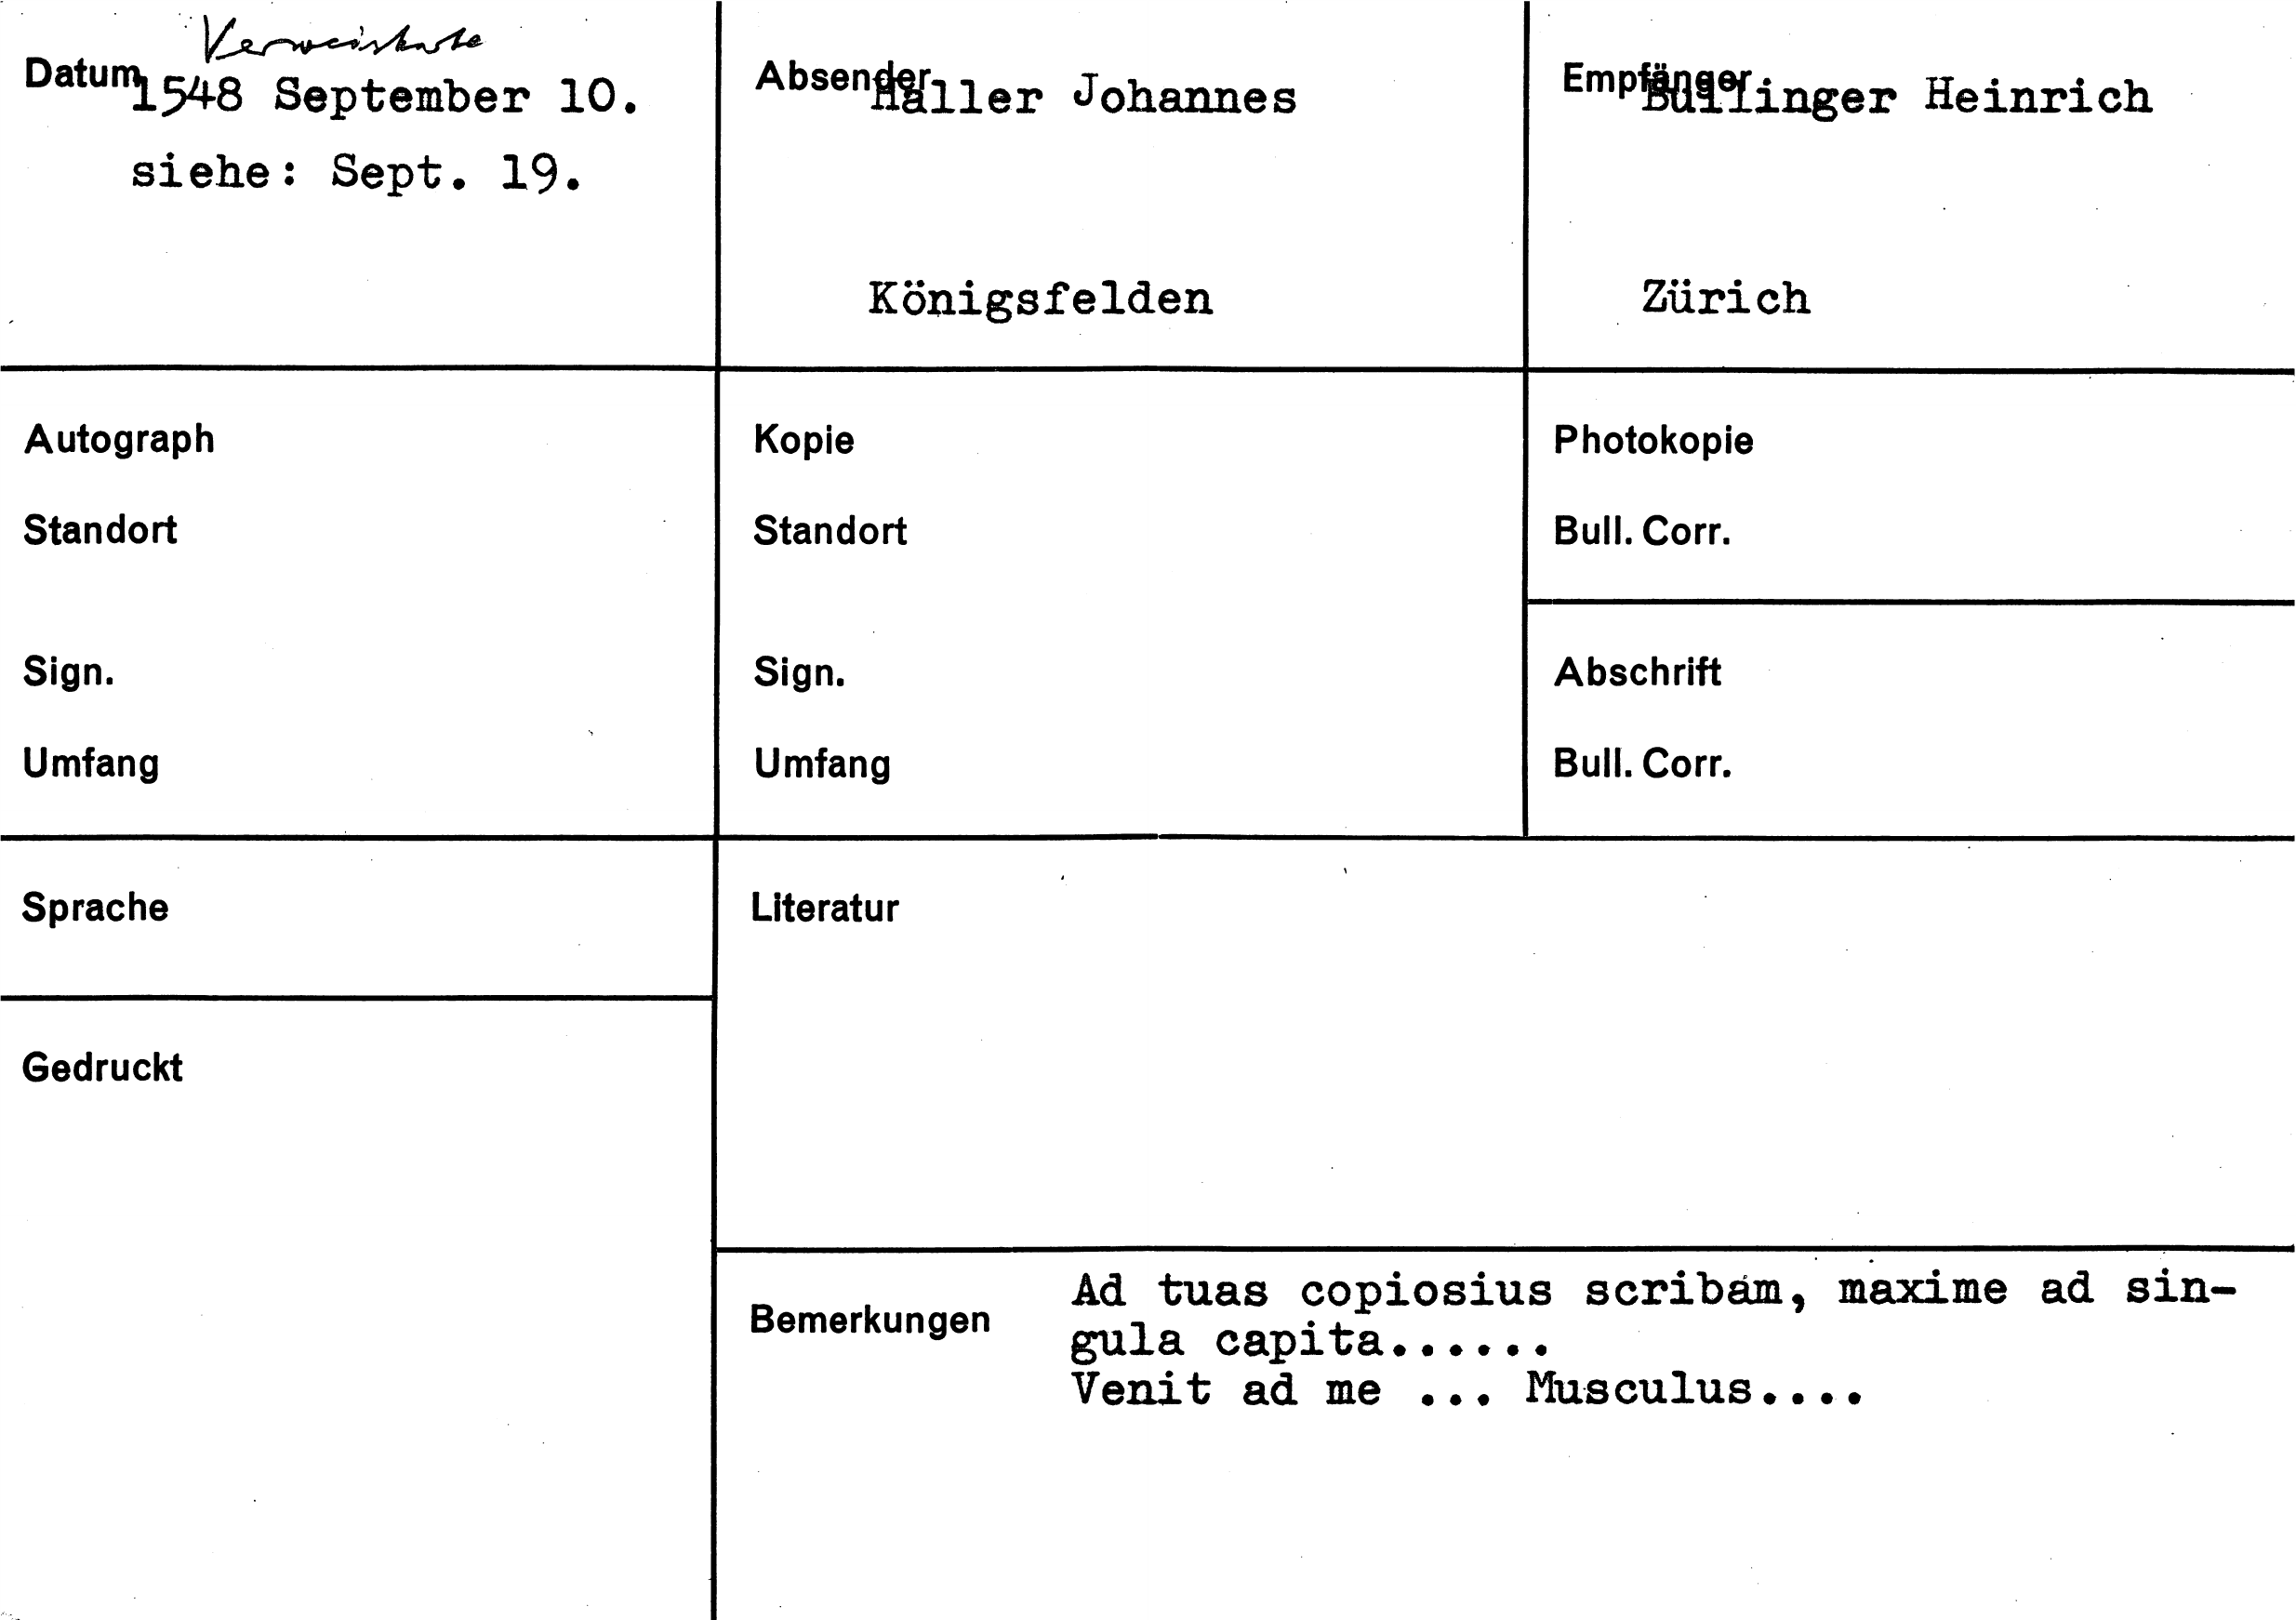 Verweiskarte
Datum 1548 September 10.
siehe: Sept. 19.
Absender Haller Johannes
Königsfelden
Empfänger Bullinger Heinrich
Zürich
Autograph
Standort
Sign.
Umfang
Kopie
Standort
Sign.
Umfang
Photokopie
Bull. Corr.
Abschrift
Bull. Corr.
Sprache
Gedruckt
Literatur
Bemerkungen
Ad tuas copiosius scribam, maxime ad sin-
gula capita......
Venit ad me ... Musculus....